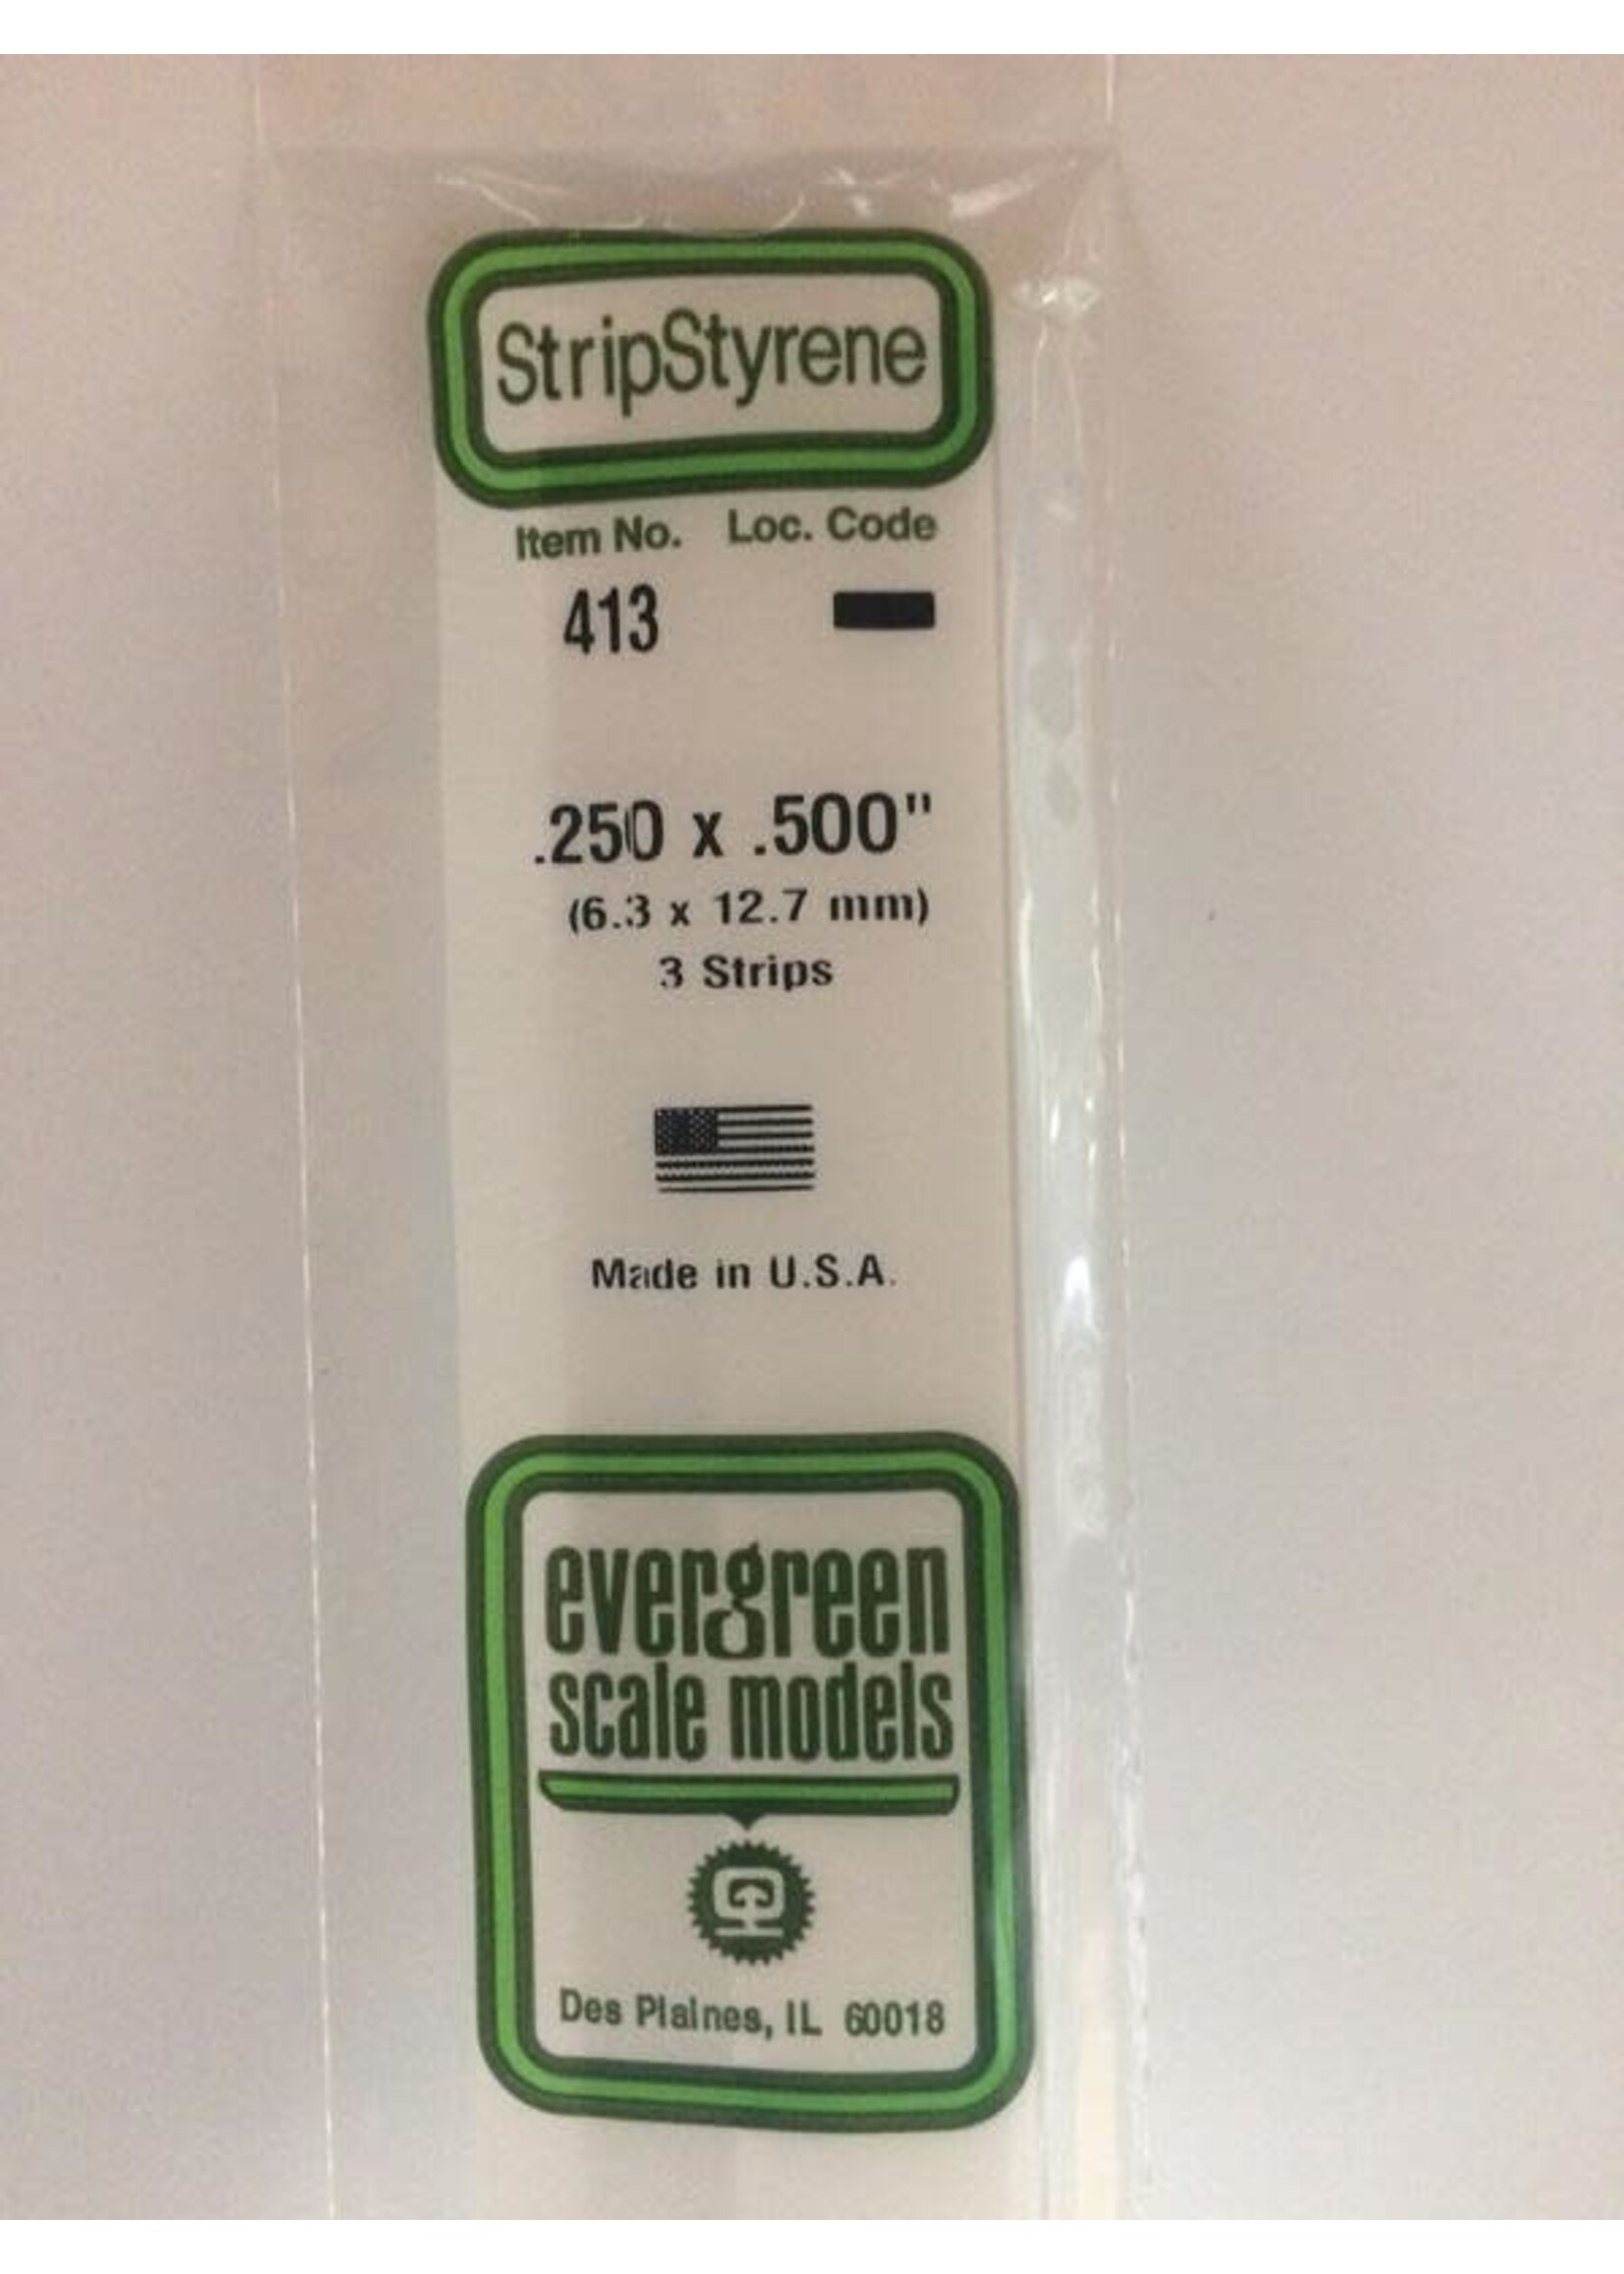 StripStyrene
Item No. Loc. Code
413
.250 x .500"
(6.3 x 12.7 mm)
3 Strips
Made in U.S.A.
evergreen
scale models
Des Plaines, IL 60018